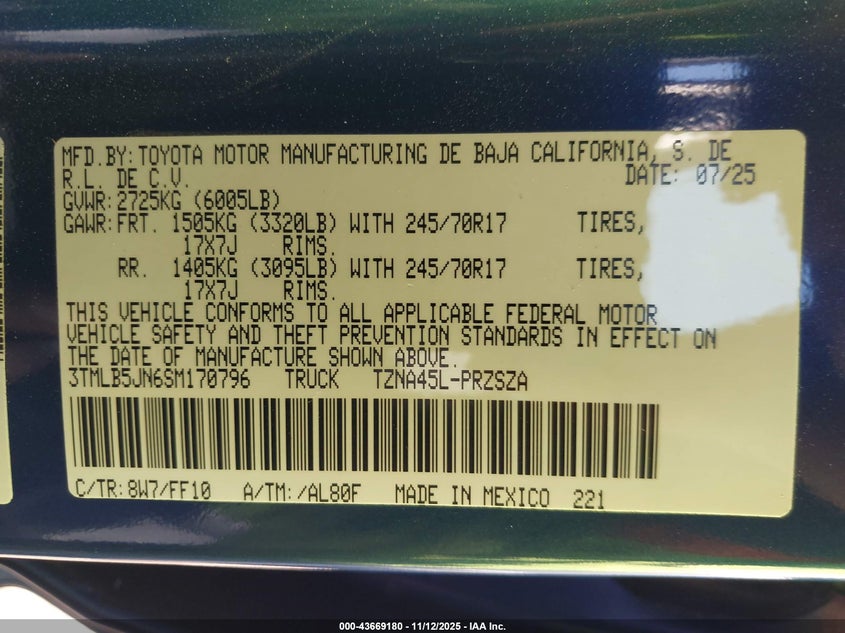 MFD.BY:TOYOTA MOTOR MANUFACTURING DE BAJA CALIFORNIA, S. DE
R.L. DE C.V. DATE: 07/25
GVWR:2725KG (6005LB)
GAWR:FRT. 1505KG (3320LB) WITH 245/70R17 TIRES,
17X7J RIMS.
RR. 1405KG (3095LB) WITH 245/70R17 TIRES,
17X7J RIMS.
THIS VEHICLE CONFORMS TO ALL APPLICABLE FEDERAL MOTOR
VEHICLE SAFETY AND THEFT PREVENTION STANDARDS IN EFFECT ON
THE DATE OF MANUFACTURE SHOWN ABOVE.
3TMLB5JN6SM170796 TRUCK TZNA45L-PRZSZA
C/TR:8W7/FF10 A/TM:/AL80F MADE IN MEXICO 221
000-43669180 - 11/12/2025 - IAA Inc.